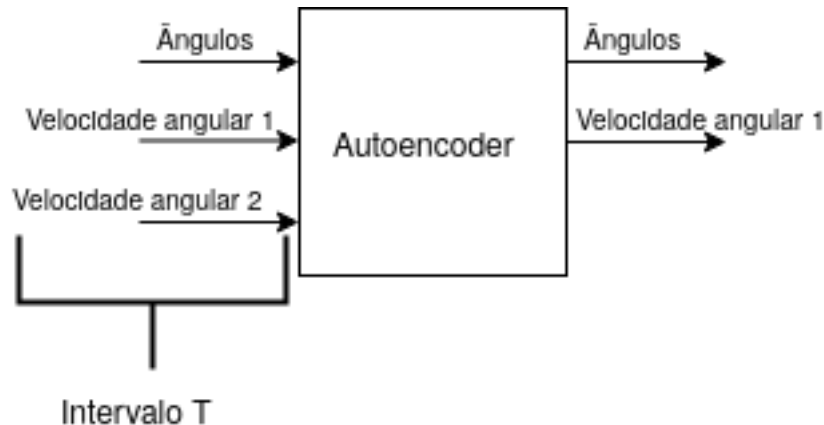 Ângulos
Velocidade angular 1
Velocidade angular 2
Autoencoder
Ângulos
Velocidade angular 1
Intervalo T